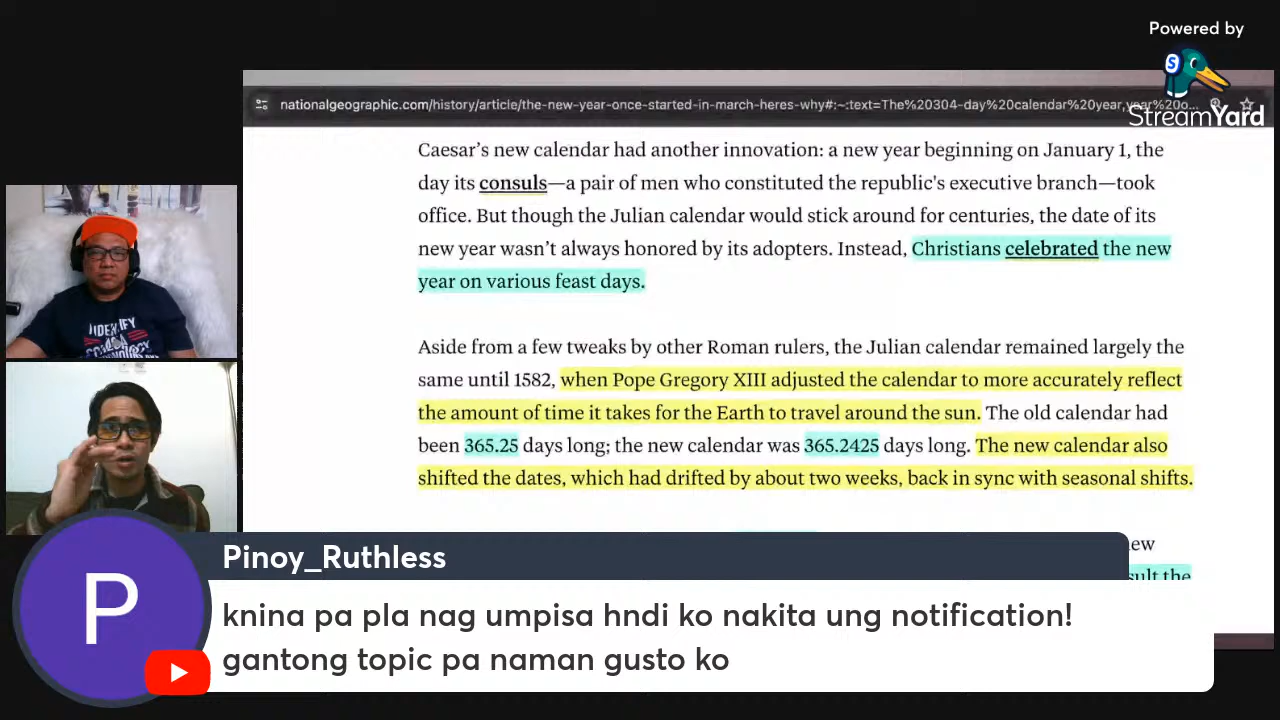 Powered by
StreamYard
nationalgeographic.com/history/article/the-new-year-once-started-in-march-heres-why#:~:text=The%20304-day%20calendar%20year,year%20o...
Caesar's new calendar had another innovation: a new year beginning on January 1, the
day its consuls—a pair of men who constituted the republic's executive branch—took
office. But though the Julian calendar would stick around for centuries, the date of its
new year wasn't always honored by its adopters. Instead, Christians celebrated the new
year on various feast days.
Aside from a few tweaks by other Roman rulers, the Julian calendar remained largely the
same until 1582, when Pope Gregory XIII adjusted the calendar to more accurately reflect
the amount of time it takes for the Earth to travel around the sun. The old calendar had
been 365.25 days long; the new calendar was 365.2425 days long. The new calendar also
shifted the dates, which had drifted by about two weeks, back in sync with seasonal shifts.
I IDENTIFY
P
Pinoy_Ruthless
knina pa pla nag umpisa hndi ko nakita ung notification!
gantong topic pa naman gusto ko